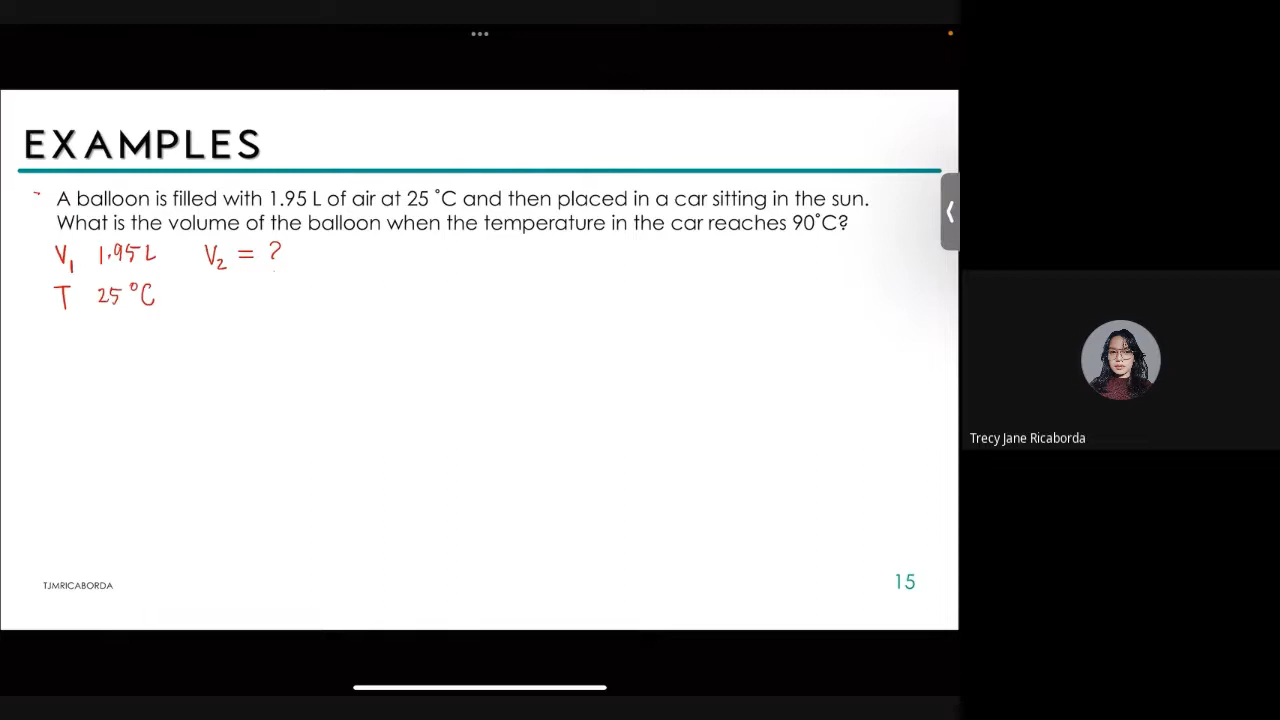 EXAMPLES
A balloon is filled with 1.95 L of air at 25 ˚C and then placed in a car sitting in the sun.
What is the volume of the balloon when the temperature in the car reaches 90˚C?
V₁ 1.95 L V₂ = ?
T 25 °C
Trecy Jane Ricaborda
TJMRICABORDA
15